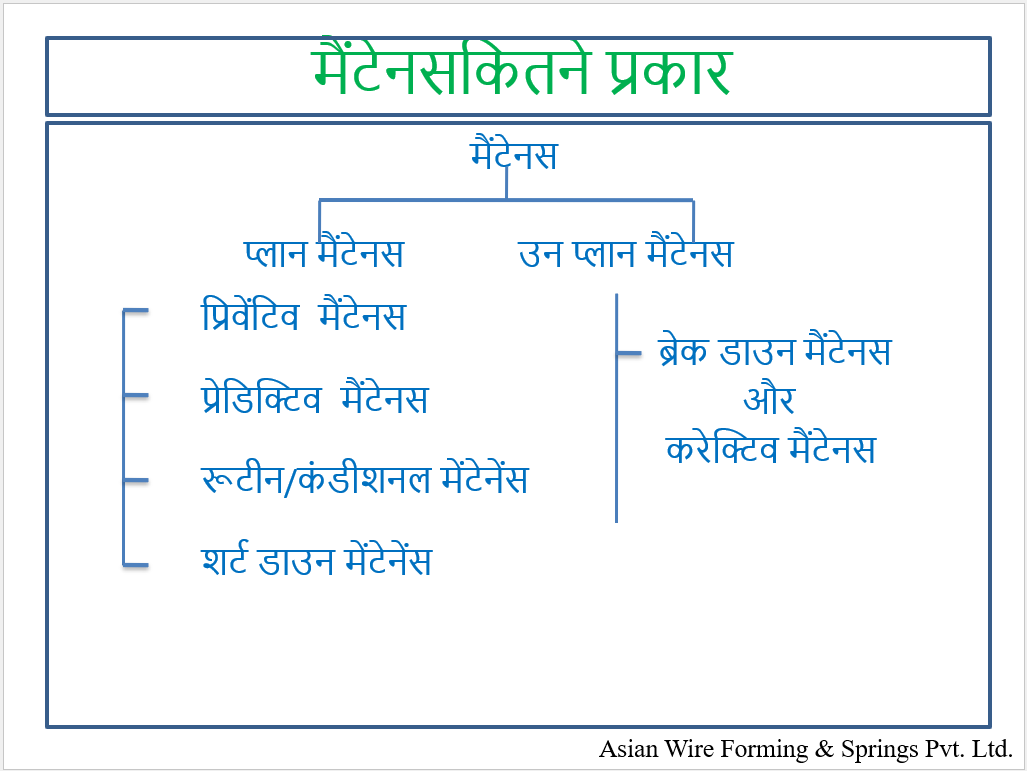 मैंटेनसकितने प्रकार
मैंटेनस
प्लान मैंटेनस
उन प्लान मैंटेनस
प्रिवेंटिव मैंटेनस
प्रेडिक्टिव मैंटेनस
रूटीन/कंडीशनल मेंटेनेंस
शर्ट डाउन मेंटेनेंस
ब्रेक डाउन मैंटेनस
और
करेक्टिव मैंटेनस
Asian Wire Forming & Springs Pvt. Ltd.